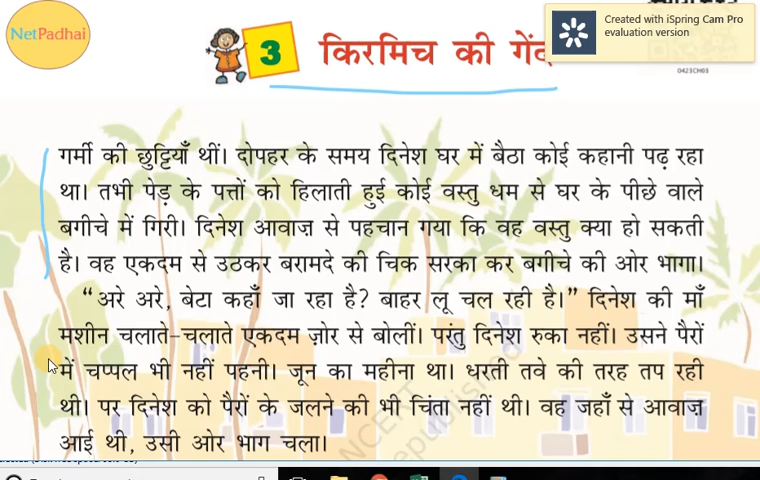 NetPadhai
Created with iSpring Cam Pro
evaluation version
0423CH03
3 किरमिच की गेंद
गर्मी की छुट्टियाँ थीं। दोपहर के समय दिनेश घर में बैठा कोई कहानी पढ़ रहा
था। तभी पेड़ के पत्तों को हिलाती हुई कोई वस्तु धम से घर के पीछे वाले
बगीचे में गिरी। दिनेश आवाज़ से पहचान गया कि वह वस्तु क्या हो सकती
है। वह एकदम से उठकर बरामदे की चिक सरका कर बगीचे की ओर भागा।
“अरे अरे, बेटा कहाँ जा रहा है? बाहर लू चल रही है।” दिनेश की माँ
मशीन चलाते-चलाते एकदम ज़ोर से बोलीं। परंतु दिनेश रुका नहीं। उसने पैरों
में चप्पल भी नहीं पहनी। जून का महीना था। धरती तवे की तरह तप रही
थी। पर दिनेश को पैरों के जलने की भी चिंता नहीं थी। वह जहाँ से आवाज़
आई थी, उसी ओर भाग चला।